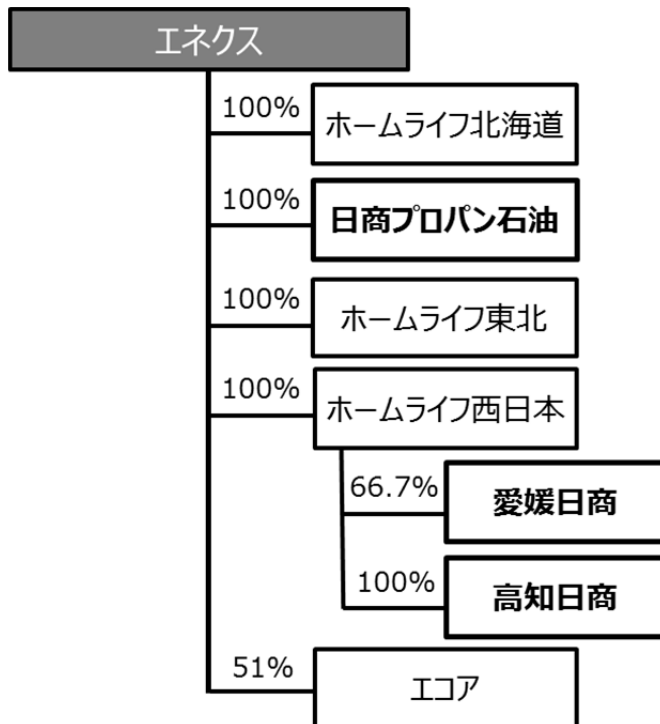 エネクス
100%
ホームライフ北海道
100%
日商プロパン石油
100%
ホームライフ東北
100%
ホームライフ西日本
66.7%
愛媛日商
100%
高知日商
51%
エコア